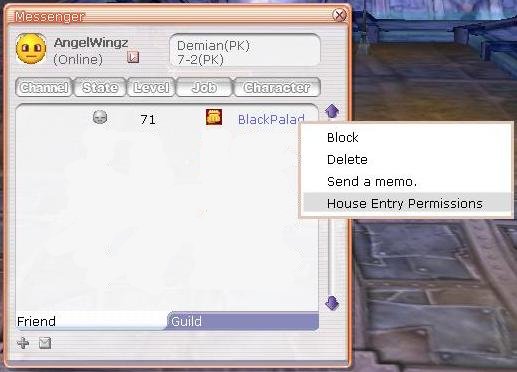 Messenger
AngelWingz
(Online)
Demian(PK)
7-2(PK)
Channel State Level Job Character
71 BlackPalad
Block
Delete
Send a memo.
House Entry Permissions
Friend Guild